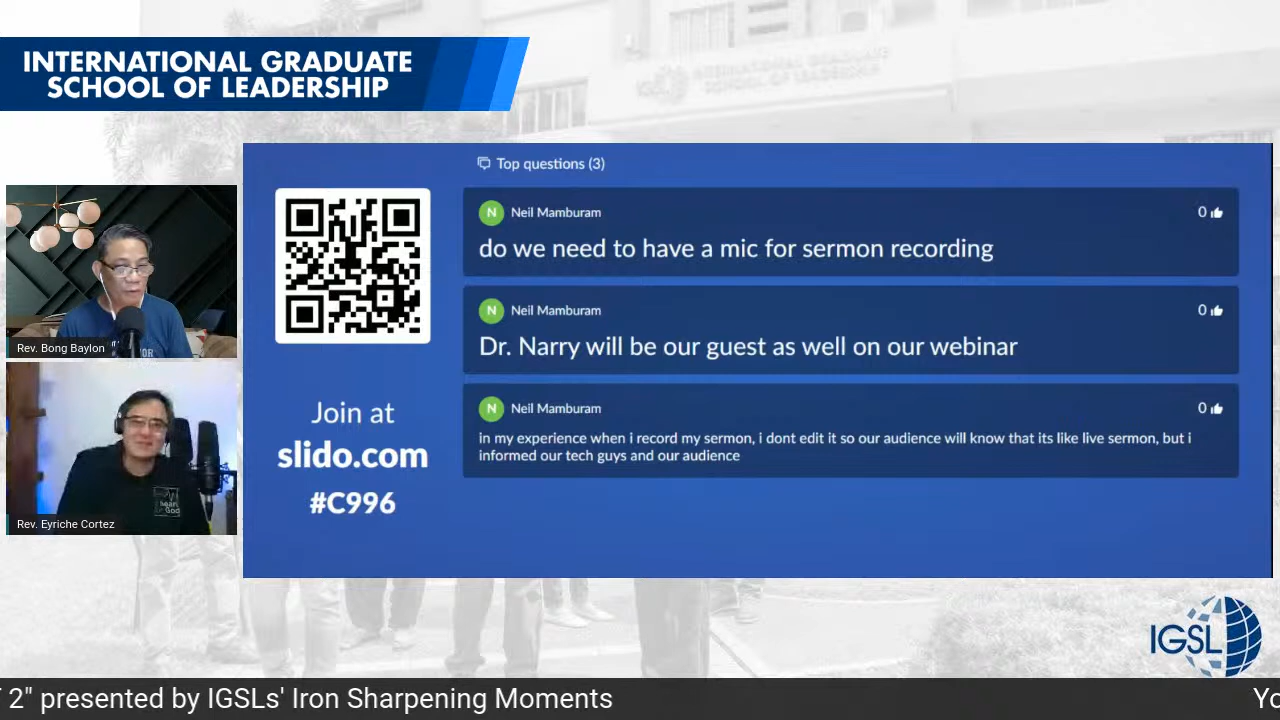 INTERNATIONAL GRADUATE
SCHOOL OF LEADERSHIP
Top questions (3)
N Neil Mamburam 0
do we need to have a mic for sermon recording
N Neil Mamburam 0
Dr. Narry will be our guest as well on our webinar
N Neil Mamburam 0
in my experience when i record my sermon, i dont edit it so our audience will know that its like live sermon, but i
informed our tech guys and our audience
Join at
slido.com
#C996
Rev. Bong Baylon
Rev. Eyriche Cortez
IGSL
2" presented by IGSLs' Iron Sharpening Moments